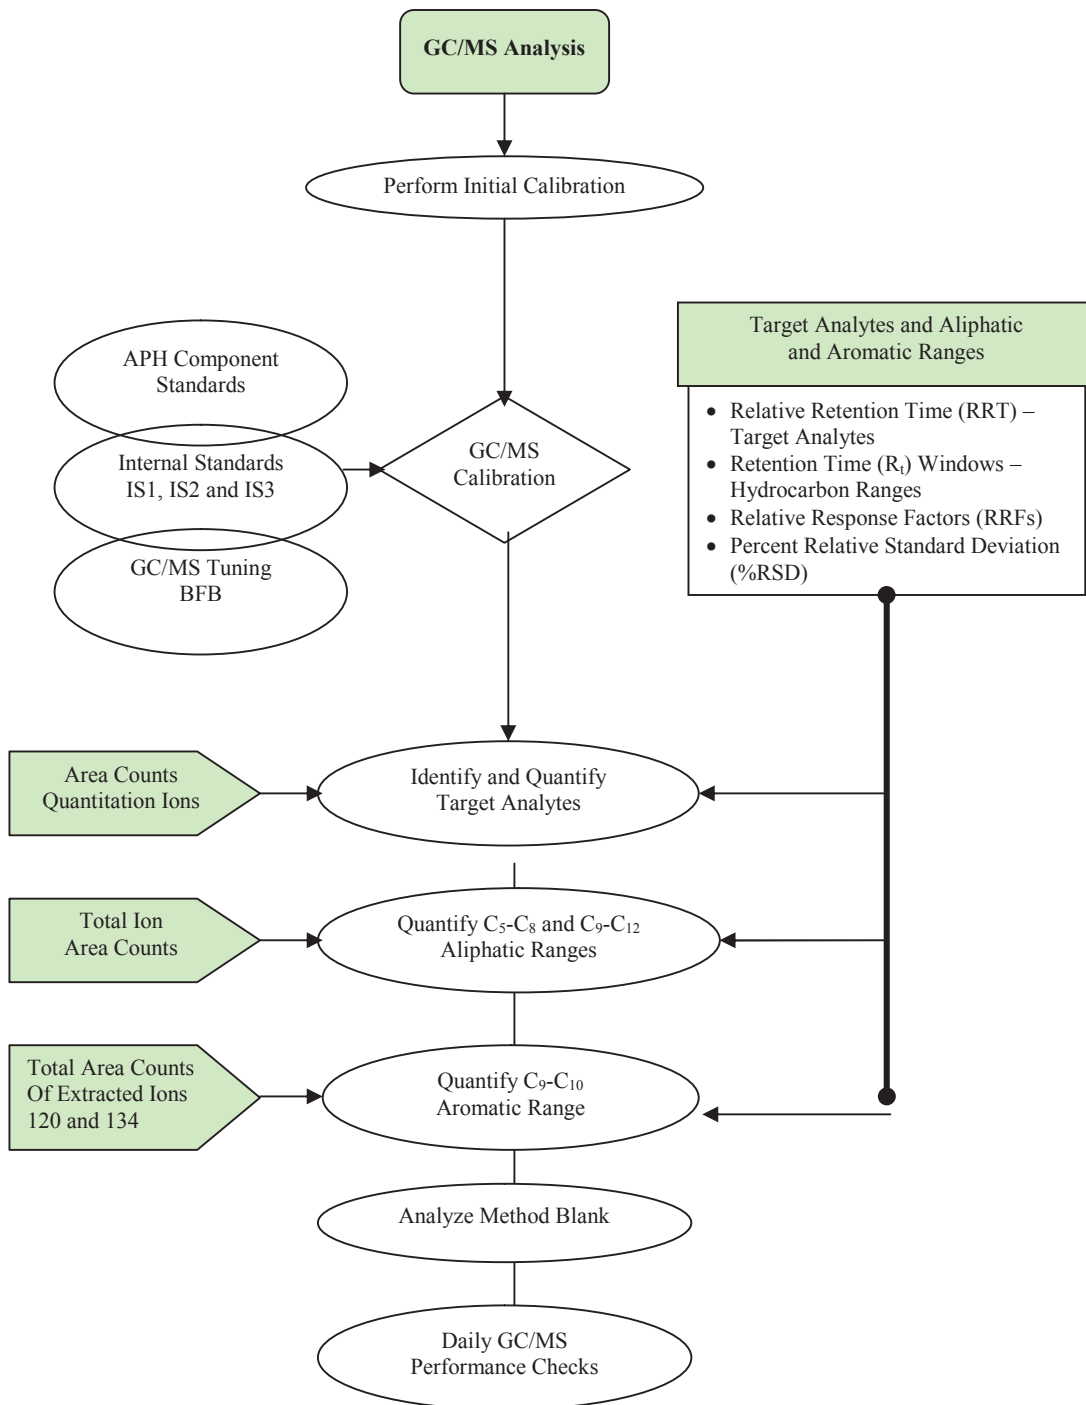 GC/MS Analysis
Perform Initial Calibration
APH Component
Standards
Internal Standards
IS1, IS2 and IS3
GC/MS Tuning
BFB
GC/MS
Calibration
Target Analytes and Aliphatic
and Aromatic Ranges
• Relative Retention Time (RRT) –
Target Analytes
• Retention Time (Rt) Windows –
Hydrocarbon Ranges
• Relative Response Factors (RRFs)
• Percent Relative Standard Deviation
(%RSD)
Area Counts
Quantitation Ions
Identify and Quantify
Target Analytes
Total Ion
Area Counts
Quantify C5-C8 and C9-C12
Aliphatic Ranges
Total Area Counts
Of Extracted Ions
120 and 134
Quantify C9-C10
Aromatic Range
Analyze Method Blank
Daily GC/MS
Performance Checks